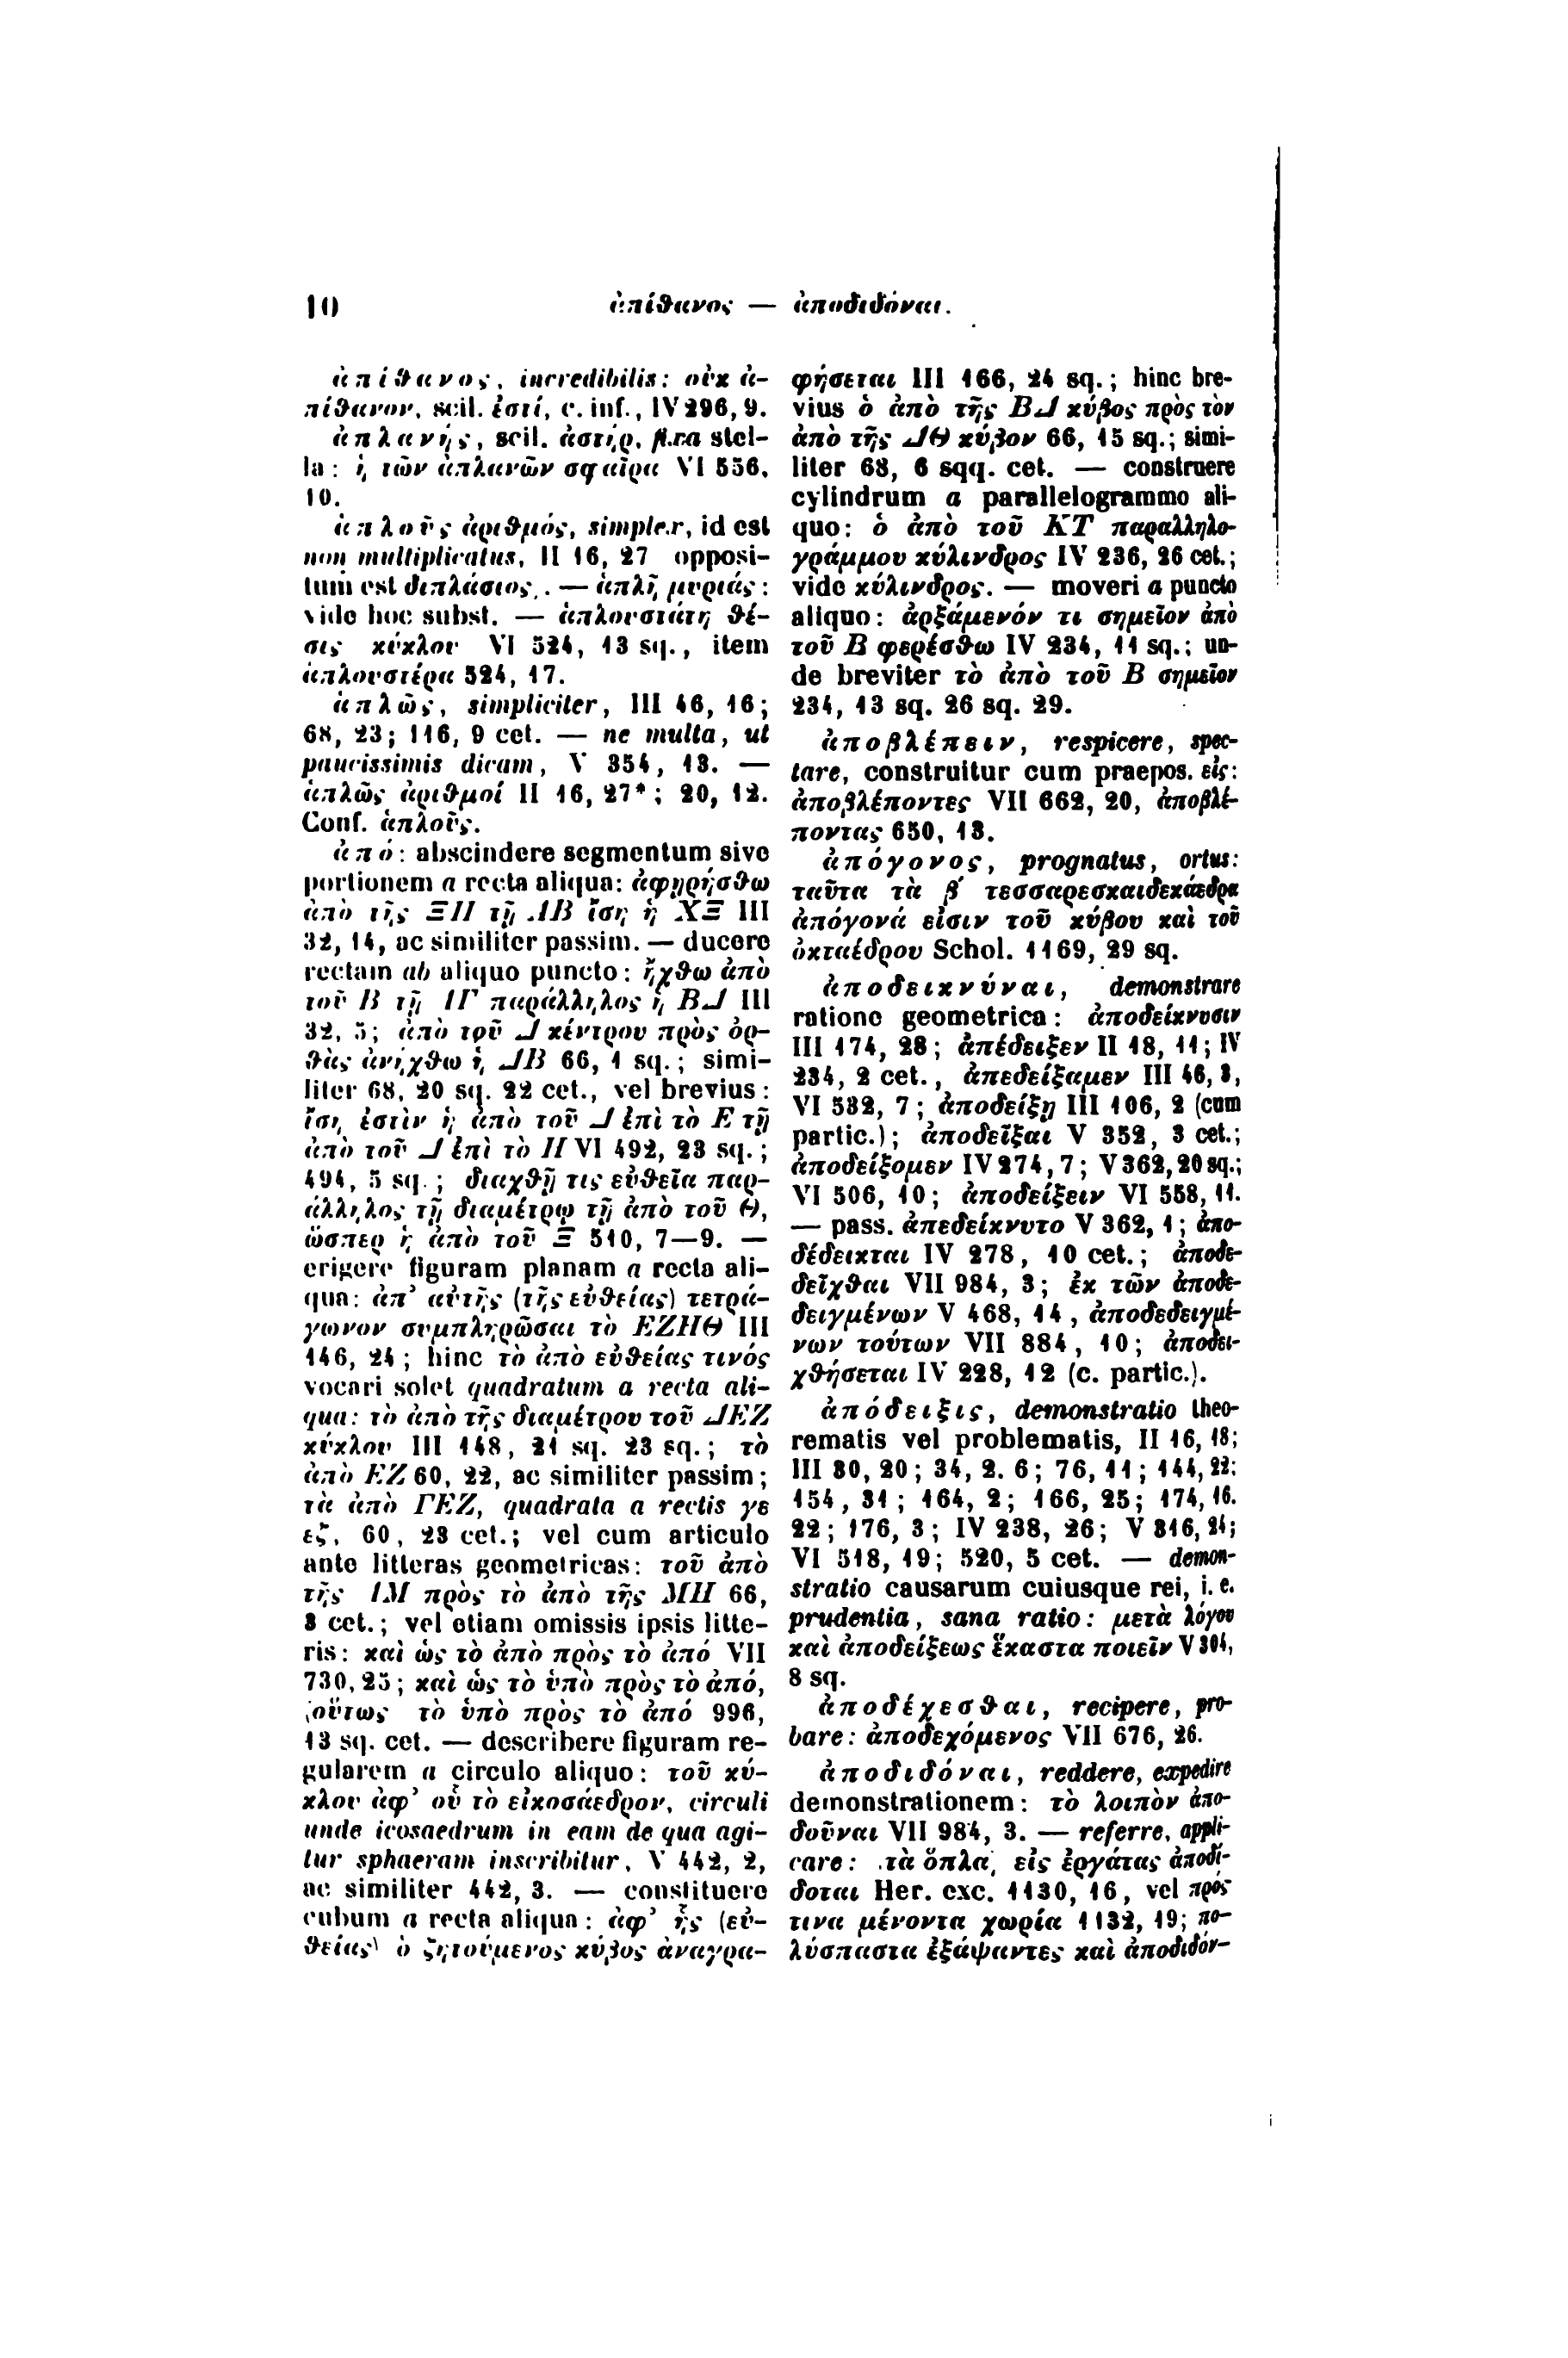 10 ἀπίθανος — ἀποδιδόναι.
ἀπίθανος, incredibilis: οὐκ ἀ-
πίθανον, scil. ἐστί, c. inf., IV 296, 9.
ἀπλανής, scil. ἀστήρ, fixa stel-
la: ἡ τῶν ἀπλανῶν σφαῖρα VI 556,
10.
ἁπλοῦς ἀριθμός, simplex, id est
non multiplicatus, II 16, 27 opposi-
tum est διπλάσιος. — ἁπλῆ μυριάς:
vide hoc subst. — ἁπλουστάτη θέ-
σις κύκλου VI 524, 13 sq., item
ἁπλουστέρα 524, 17.
ἁπλῶς, simpliciter, III 46, 16;
68, 23; 116, 9 cet. — ne multa, ut
paucissimis dicam, V 354, 13. —
ἁπλῶς ἀριθμοί II 16, 27*; 20, 12.
Conf. ἁπλοῦς.
ἀπό: abscindere segmentum sive
portionem a recta aliqua: ἀφῃρήσθω
ἀπὸ τῆς ΞΠ τῇ ΛΒ ἴση ἡ ΧΞ III
32, 14, ac similiter passim. — ducere
rectam ab aliquo puncto: ἤχθω ἀπὸ
τοῦ Β τῇ ΑΓ παράλληλος ἡ ΒΔ III
32, 5; ἀπὸ τοῦ Δ κέντρου πρὸς ὀρ-
θὰς ἀνήχθω ἡ ΔΒ 66, 1 sq.; simi-
liter 68, 20 sq. 22 cet., vel brevius:
ἴση ἐστὶν ἡ ἀπὸ τοῦ Δ ἐπὶ τὸ Ε τῇ
ἀπὸ τοῦ Δ ἐπὶ τὸ Η VI 492, 23 sq.;
494, 5 sq.; διαχθῇ τις εὐθεῖα παρ-
άλληλος τῇ διαμέτρῳ τῇ ἀπὸ τοῦ Θ,
ὥσπερ ἡ ἀπὸ τοῦ Ξ 510, 7—9. —
erigere figuram planam a recta ali-
qua: ἀπ’ αὐτῆς (τῆς εὐθείας) τετρά-
γωνον συμπληρῶσαι τὸ ΕΖΗΘ III
146, 24; hinc τὸ ἀπὸ εὐθείας τινός
vocari solet quadratum a recta ali-
qua: τὸ ἀπὸ τῆς διαμέτρου τοῦ ΔΕΖ
κύκλου III 148, 21 sq. 23 sq.; τὸ
ἀπὸ ΕΖ 60, 22, ac similiter passim;
τὰ ἀπὸ ΓΕΖ, quadrata a rectis γε
εζ, 60, 23 cet.; vel cum articulo
ante litteras geometricas: τοῦ ἀπὸ
τῆς ΑΜ πρὸς τὸ ἀπὸ τῆς ΜΗ 66,
3 cet.; vel etiam omissis ipsis litte-
ris: καὶ ὡς τὸ ἀπὸ πρὸς τὸ ἀπό VII
730, 25; καὶ ὡς τὸ ὑπὸ πρὸς τὸ ἀπό,
οὕτως τὸ ὑπὸ πρὸς τὸ ἀπό 996,
13 sq. cet. — describere figuram re-
gularem a circulo aliquo: τοῦ κύ-
κλου ἀφ’ οὗ τὸ εἰκοσάεδρον, circuli
unde icosaedrum in eam de qua agi-
tur sphaeram inscribitur, V 442, 2,
ac similiter 442, 3. — constituere
cubum a recta aliqua: ἀφ’ ἧς (εὐ-
θείας) ὁ ζητούμενος κύβος ἀναγρα-
φήσεται III 166, 24 sq.; hinc bre-
vius ὁ ἀπὸ τῆς ΒΔ κύβος πρὸς τὸν
ἀπὸ τῆς ΔΘ κύβον 66, 15 sq.; simi-
liter 68, 6 sqq. cet. — construere
cylindrum a parallelogrammo ali-
quo: ὁ ἀπὸ τοῦ ΚΤ παραλληλο-
γράμμου κύλινδρος IV 236, 26 cet.;
vide κύλινδρος. — moveri a puncto
aliquo: ἀρξάμενόν τι σημεῖον ἀπὸ
τοῦ Β φερέσθω IV 234, 11 sq.; un-
de breviter τὸ ἀπὸ τοῦ Β σημεῖον
234, 13 sq. 26 sq. 29.
ἀποβλέπειν, respicere, spec-
tare, construitur cum praepos. εἰς:
ἀποβλέποντες VII 662, 20, ἀποβλέ-
ποντας 650, 13.
ἀπόγονος, prognatus, ortus:
ταῦτα τὰ β´ τεσσαρεσκαιδεκάεδρα
ἀπόγονά εἰσιν τοῦ κύβου καὶ τοῦ
ὀκταέδρου Schol. 1169, 29 sq.
ἀποδεικνύναι, demonstrare
ratione geometrica: ἀποδείκνυσιν
III 174, 28; ἀπέδειξεν II 18, 11; IV
234, 2 cet., ἀπεδείξαμεν III 46, 3,
VI 532, 7; ἀποδείξῃ III 106, 2 (cum
partic.); ἀποδεῖξαι V 352, 3 cet.;
ἀποδείξομεν IV 274, 7; V 362, 20 sq.;
VI 506, 10; ἀποδείξειν VI 558, 11.
— pass. ἀπεδείκνυτο V 362, 1; ἀπο-
δέδεικται IV 278, 10 cet.; ἀποδε-
δεῖχθαι VII 984, 3; ἐκ τῶν ἀποδε-
δειγμένων V 468, 14, ἀποδεδειγμέ-
νων τούτων VII 884, 10; ἀποδει-
χθήσεται IV 228, 12 (c. partic.).
ἀπόδειξις, demonstratio theo-
rematis vel problematis, II 16, 18;
III 30, 20; 34, 2. 6; 76, 11; 144, 22;
154, 31; 164, 2; 166, 25; 174, 16.
22; 176, 3; IV 238, 26; V 316, 24;
VI 518, 19; 520, 5 cet. — demon-
stratio causarum cuiusque rei, i. e.
prudentia, sana ratio: μετὰ λόγου
καὶ ἀποδείξεως ἕκαστα ποιεῖν V 304,
8 sq.
ἀποδέχεσθαι, recipere, pro-
bare: ἀποδεχόμενος VII 676, 26.
ἀποδιδόναι, reddere, expedire
demonstrationem: τὸ λοιπὸν ἀπο-
δοῦναι VII 984, 3. — referre, appli-
care: τὰ ὅπλα εἰς ἐργάτας ἀποδί-
δοται Her. exc. 1130, 16, vel πρός
τινα μένοντα χωρία 1132, 19; πο-
λύσπαστα ἐξάψαντες καὶ ἀποδιδόν-